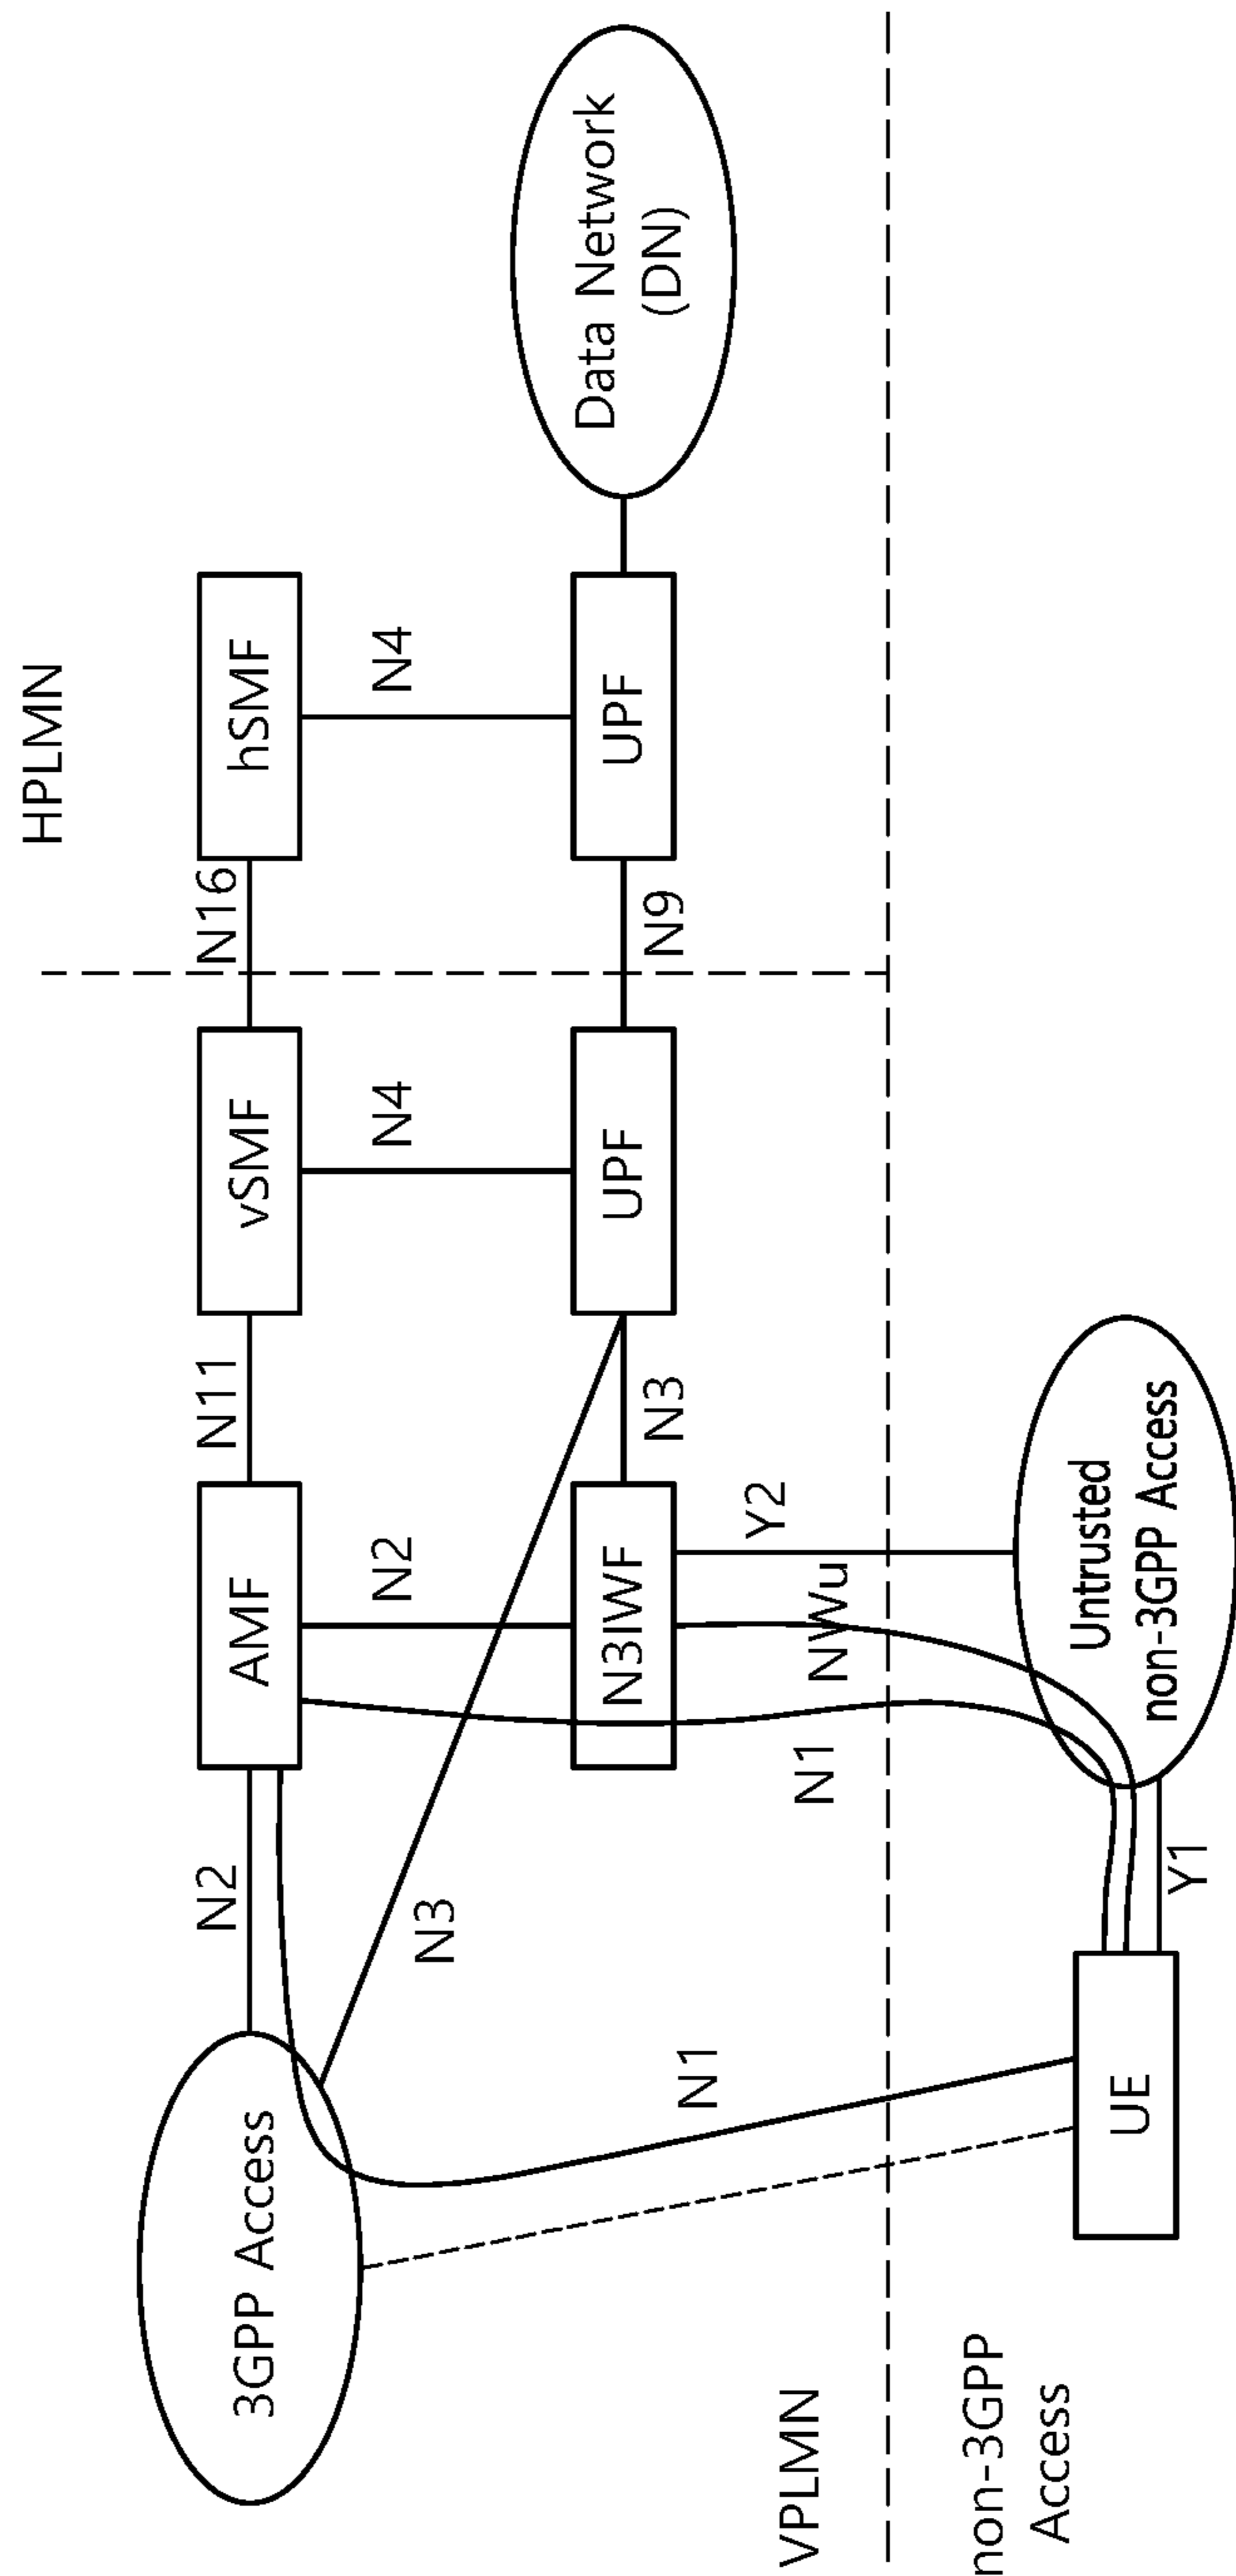 HPLMN
3GPP Access
N2
AMF
N11
vSMF
N16
hSMF
N3
N2
N4
N4
N3IWF
N3
UPF
N9
UPF
Data Network
(DN)
N1
N1
NWu
Y2
VPLMN
non-3GPP
Access
UE
Y1
Untrusted
non-3GPP Access